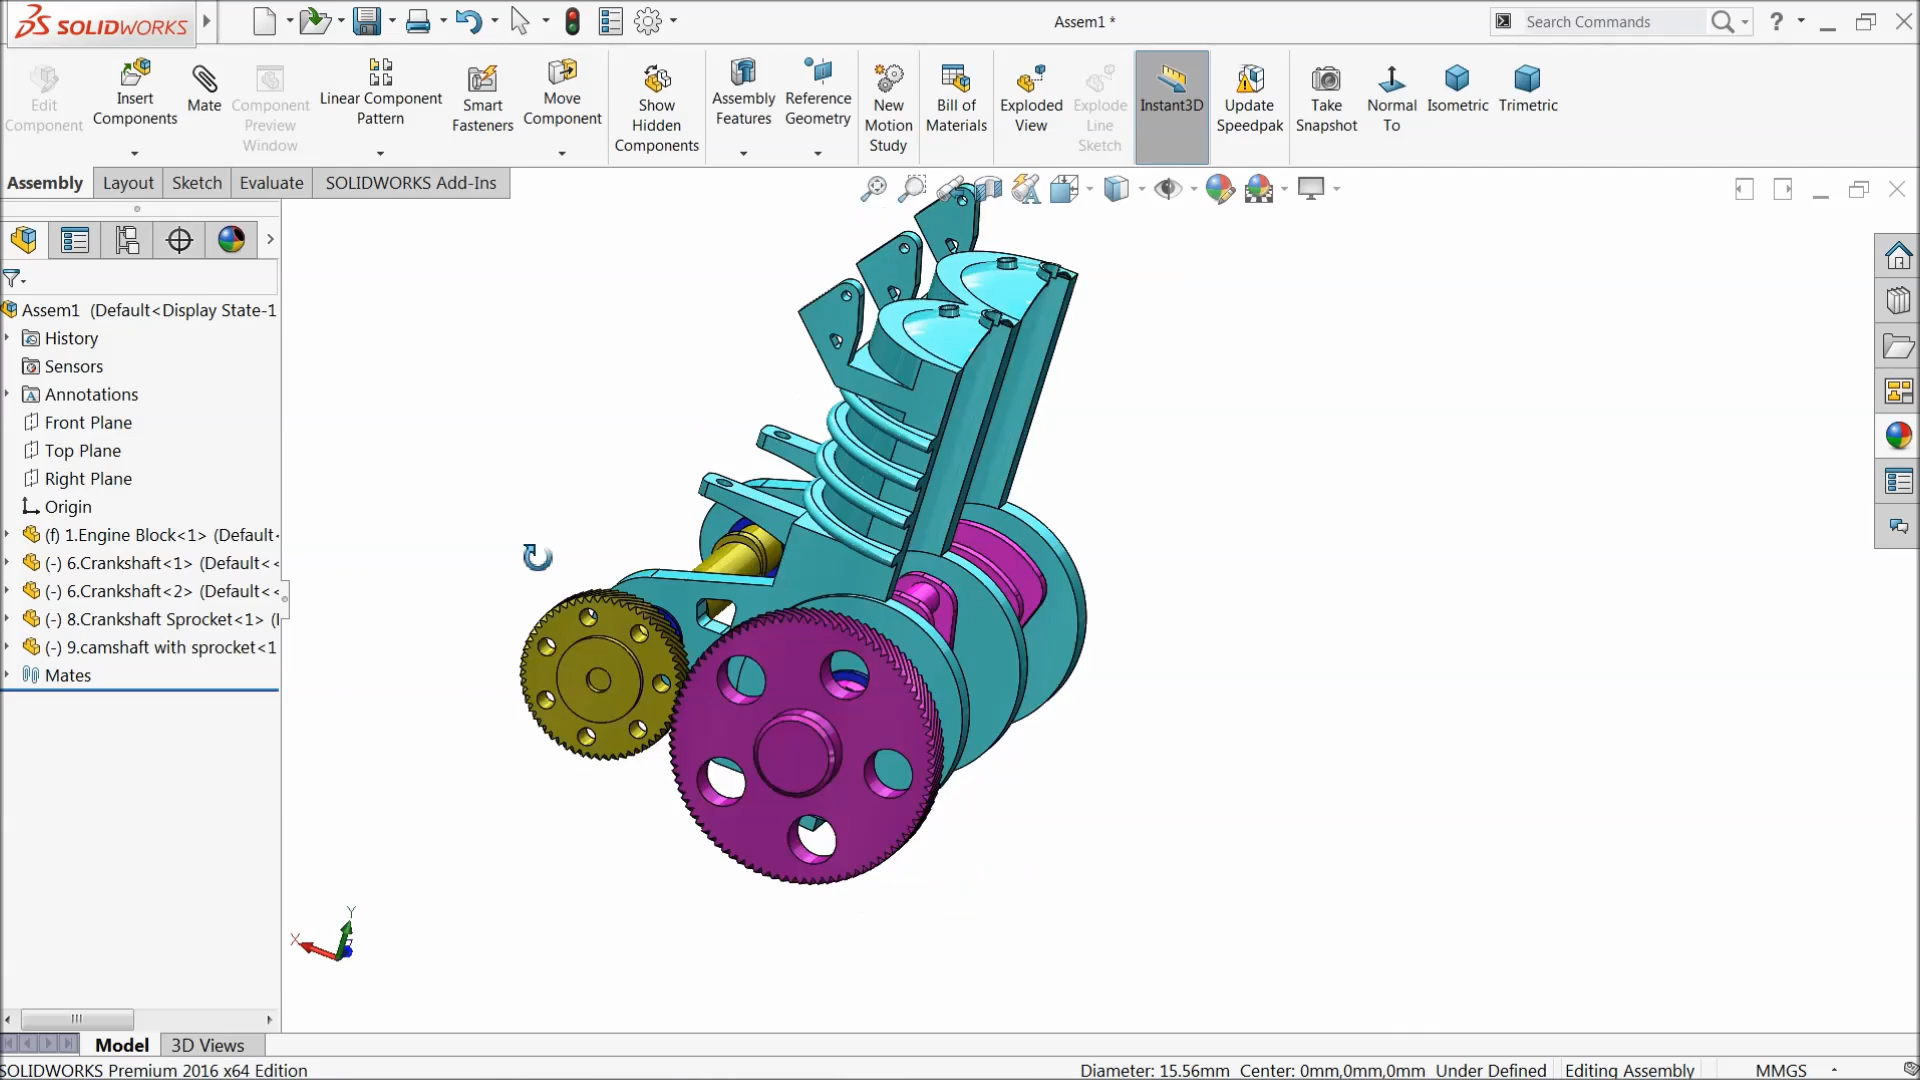 SOLIDWORKS
Assem1 *
Search Commands
?
Edit
Component
Insert
Components
Mate
Component
Preview
Window
Linear Component
Pattern
Smart
Fasteners
Move
Component
Show
Hidden
Components
Assembly
Features
Reference
Geometry
New
Motion
Study
Bill of
Materials
Exploded
View
Explode
Line
Sketch
Instant3D
Update
Speedpak
Take
Snapshot
Normal
To
Isometric
Trimetric
Assembly
Layout
Sketch
Evaluate
SOLIDWORKS Add-Ins
Assem1 (Default<Display State-1
History
Sensors
Annotations
Front Plane
Top Plane
Right Plane
Origin
(f) 1.Engine Block<1> (Default<
(-) 6.Crankshaft<1> (Default<<
(-) 6.Crankshaft<2> (Default<<
(-) 8.Crankshaft Sprocket<1> (
(-) 9.camshaft with sprocket<1
Mates
Y
X
Model
3D Views
SOLIDWORKS Premium 2016 x64 Edition
Diameter: 15.56mm Center: 0mm,0mm,0mm Under Defined
Editing Assembly
MMGS